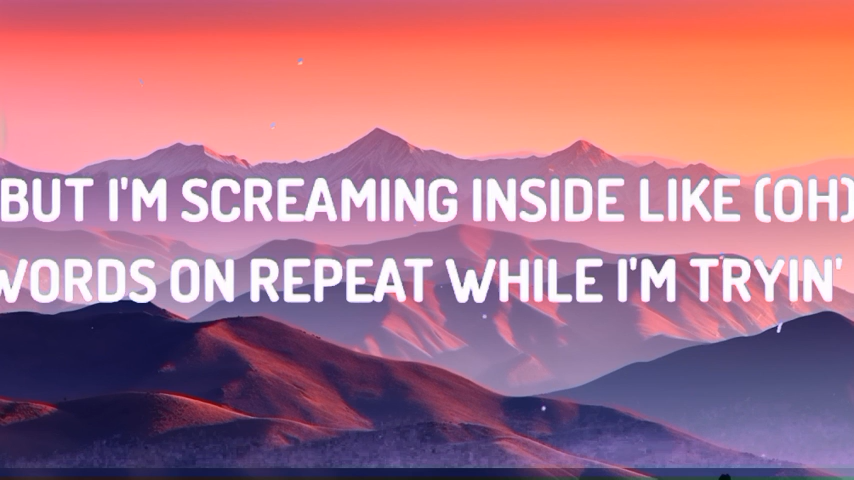 BUT I'M SCREAMING INSIDE LIKE (OH)
WORDS ON REPEAT WHILE I'M TRYIN'